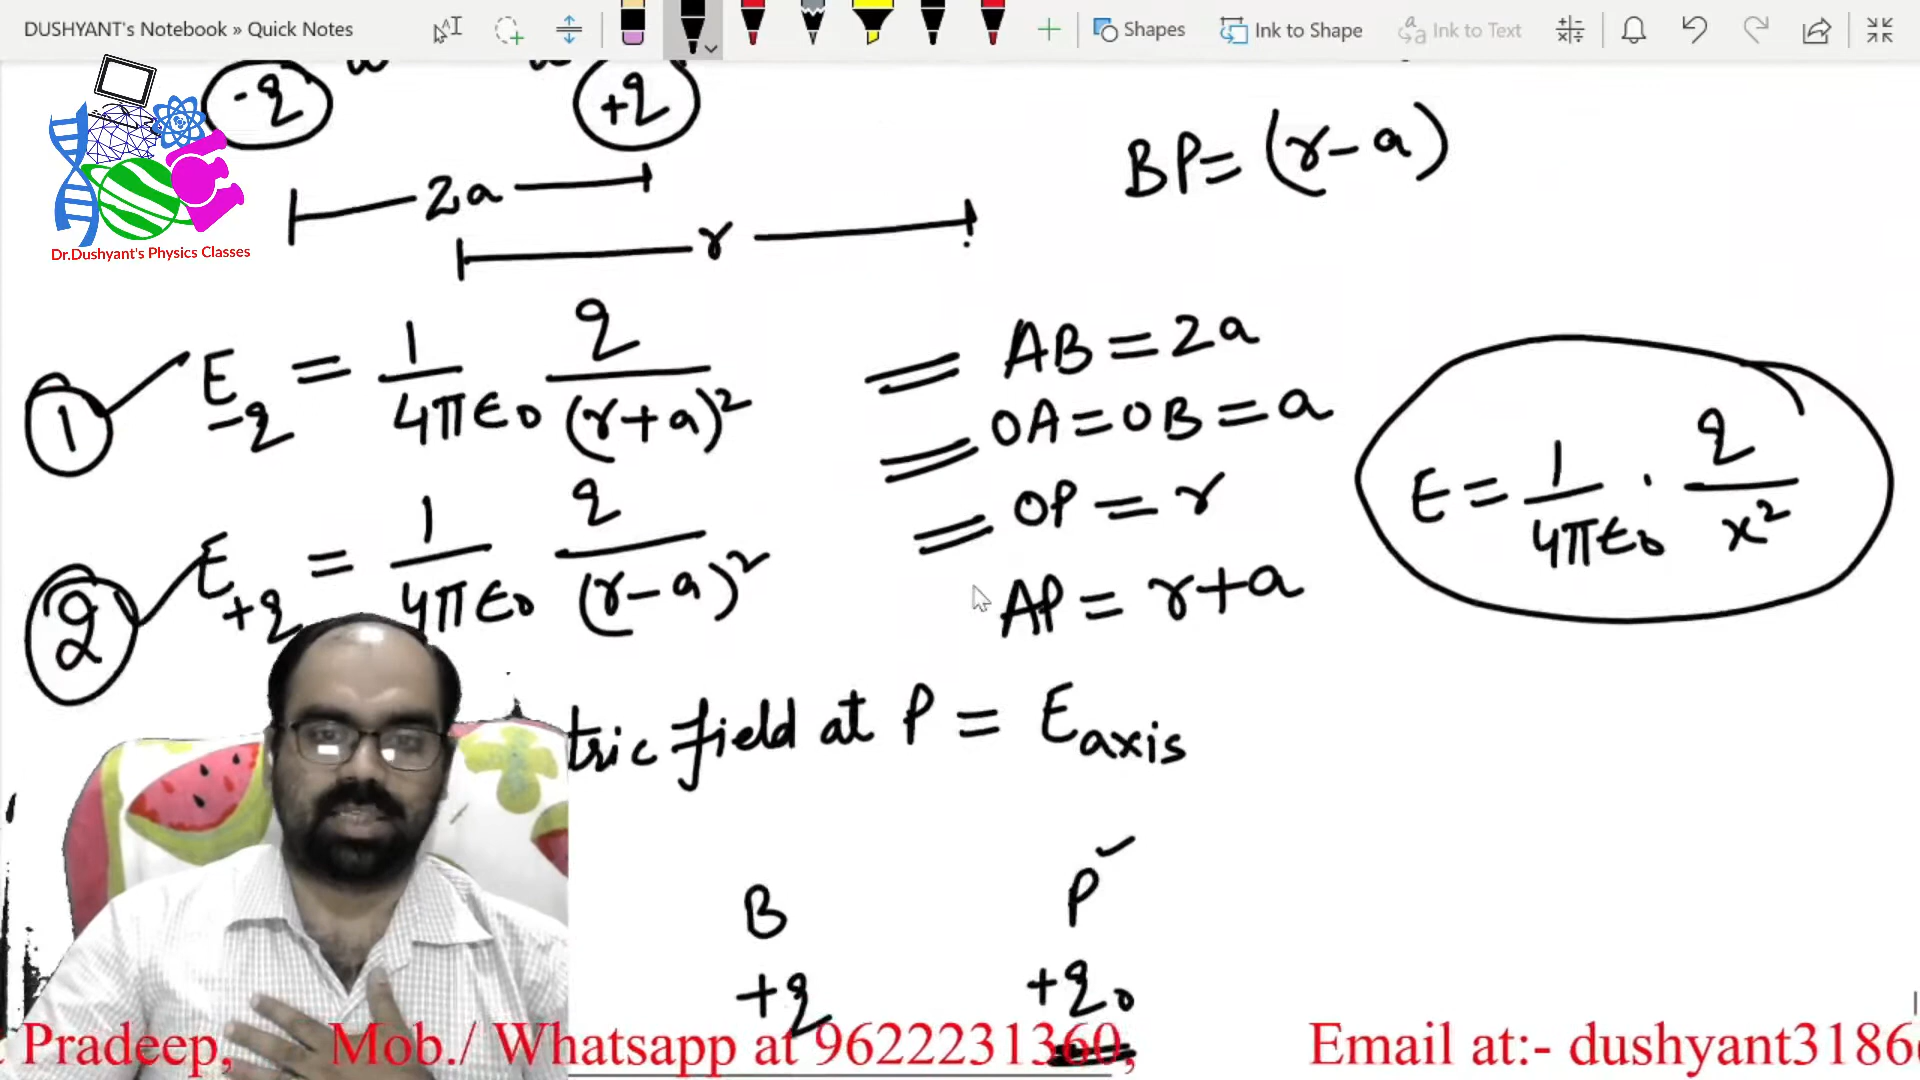 DUSHYANT's Notebook » Quick Notes
Shapes
Ink to Shape
Ink to Text
-q
+q
BP = (r-a)
2a
r
Dr.Dushyant's Physics Classes
1
E-q = 1/4πε0 q/(r+a)²
AB = 2a
OA = OB = a
E = 1/4πε0 · q/x²
OP = r
2
E+q = 1/4πε0 q/(r-a)²
AP = r+a
tric field at P = Eaxis
B
P
+q
+q0
Pradeep, Mob./ Whatsapp at 9622231360, Email at:- dushyant3186